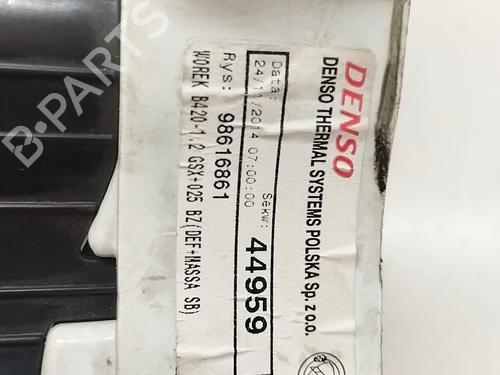 DENSO
DENSO THERMAL SYSTEMS POLSKA Sp. z o.o.
Data: Sekw: 44959
24/11/2014 07:00:00
Rys: 98616861
WOREK B420-1.2 GSX+025 BZ(DEF+MASSA SB)
B-PARTS